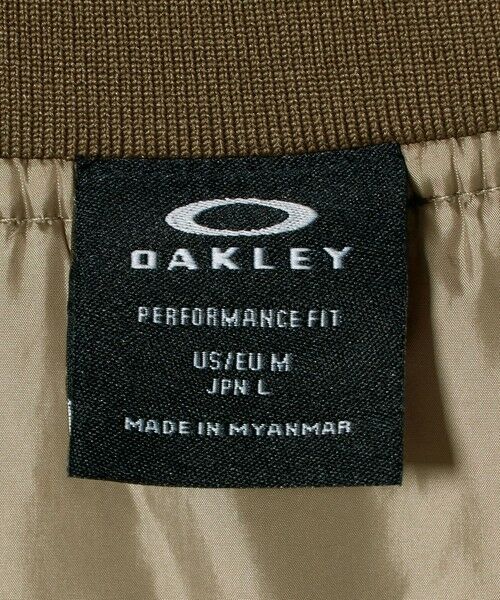 OAKLEY
PERFORMANCE FIT
US/EU M
JPN L
MADE IN MYANMAR